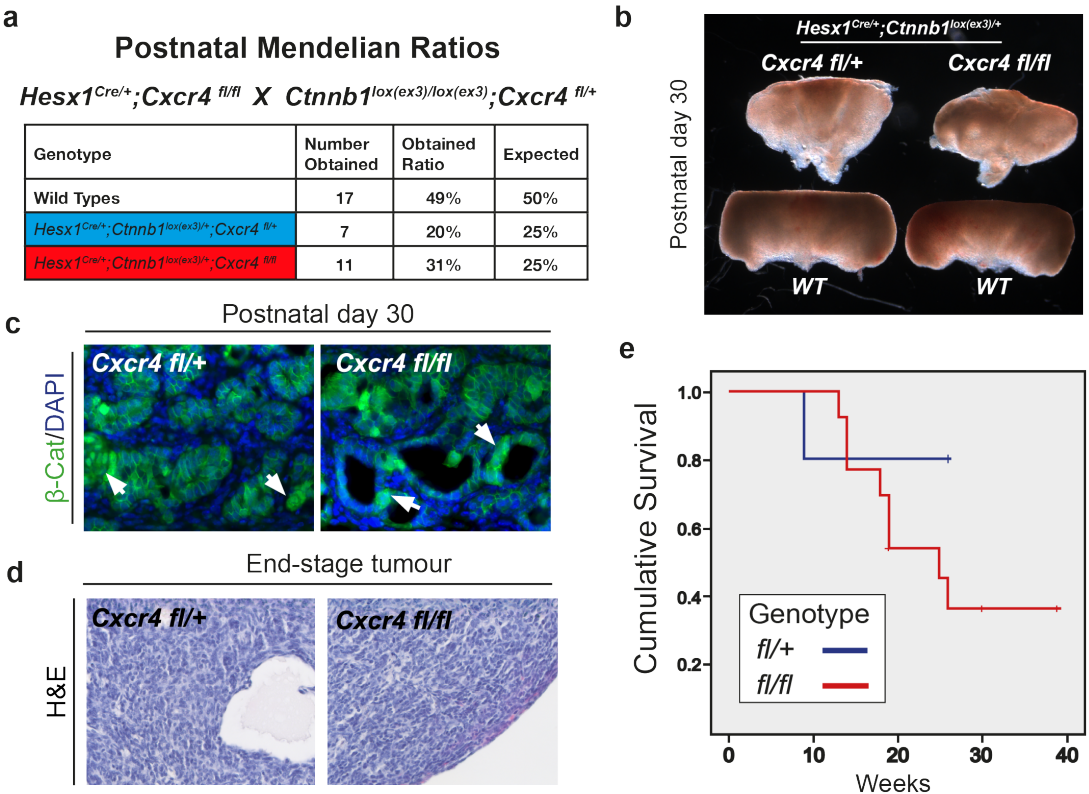 a
Postnatal Mendelian Ratios
Hesx1Cre/+;Cxcr4 fl/fl X Ctnnb1lox(ex3)/lox(ex3);Cxcr4 fl/+
Genotype Number Obtained Obtained Ratio Expected
Wild Types 17 49% 50%
Hesx1Cre/+;Ctnnb1lox(ex3)/+;Cxcr4 fl/+ 7 20% 25%
Hesx1Cre/+;Ctnnb1lox(ex3)/+;Cxcr4 fl/fl 11 31% 25%
b
Hesx1Cre/+;Ctnnb1lox(ex3)/+
Cxcr4 fl/+ Cxcr4 fl/fl
Postnatal day 30
WT WT
c
Postnatal day 30
Cxcr4 fl/+ Cxcr4 fl/fl
β-Cat/DAPI
d
End-stage tumour
Cxcr4 fl/+ Cxcr4 fl/fl
H&E
e
Cumulative Survival
1.0
0.8
0.6
0.4
0.2
Genotype
fl/+
fl/fl
0 10 20 30 40
Weeks